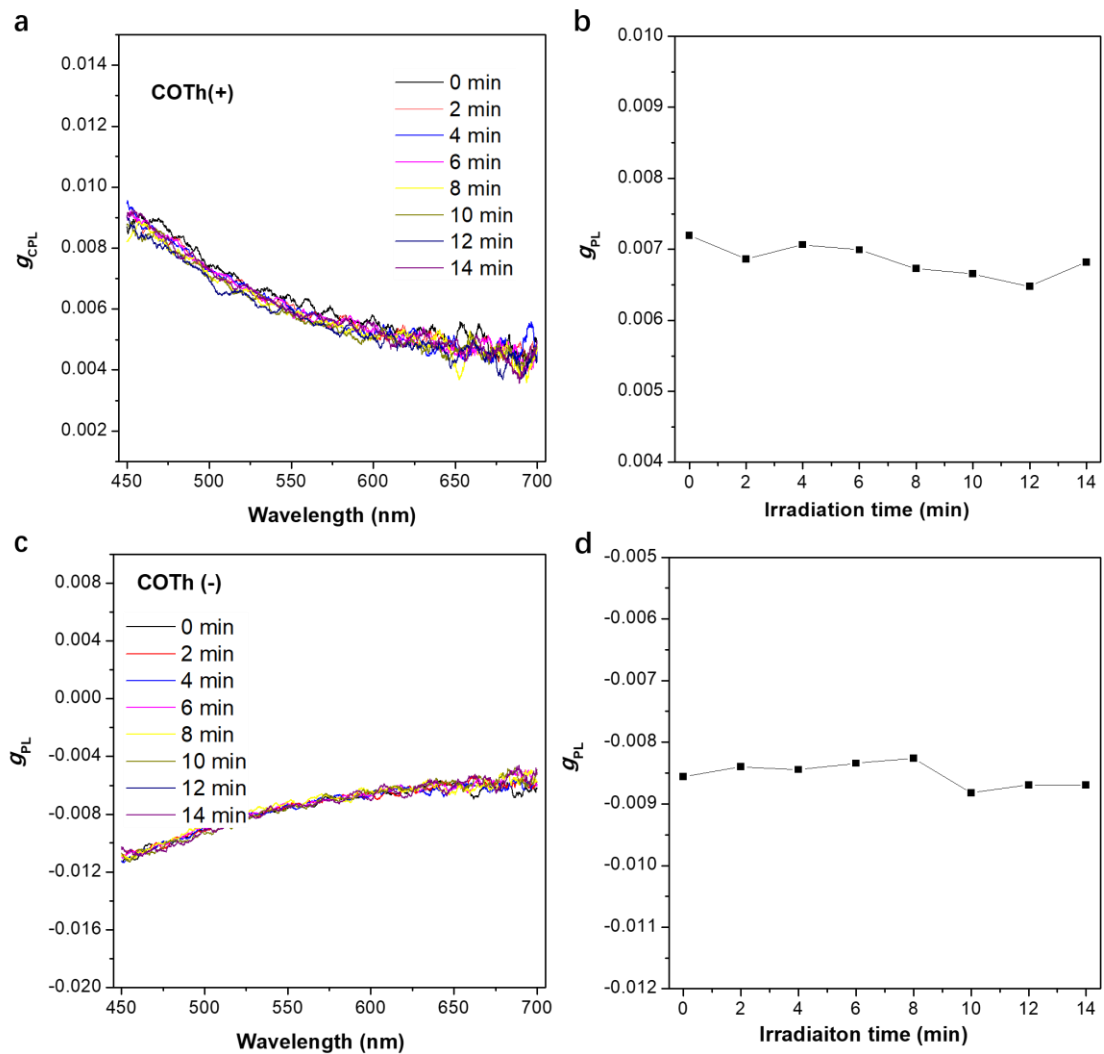 a
COTh(+)
0 min
2 min
4 min
6 min
8 min
10 min
12 min
14 min
0.014
0.012
0.010
0.008
0.006
0.004
0.002
gCPL
450 500 550 600 650 700
Wavelength (nm)
b
0.010
0.009
0.008
0.007
0.006
0.005
0.004
gPL
0 2 4 6 8 10 12 14
Irradiation time (min)
c
COTh (-)
0 min
2 min
4 min
6 min
8 min
10 min
12 min
14 min
0.008
0.004
0.000
-0.004
-0.008
-0.012
-0.016
-0.020
gPL
450 500 550 600 650 700
Wavelength (nm)
d
-0.005
-0.006
-0.007
-0.008
-0.009
-0.010
-0.011
-0.012
gPL
0 2 4 6 8 10 12 14
Irradiaiton time (min)